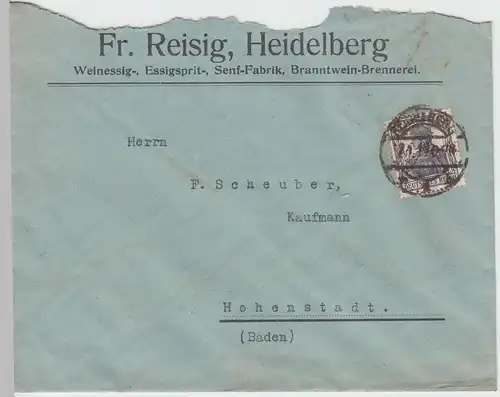 Fr. Reisig, Heidelberg
Weinessig-, Essigsprit-, Senf-Fabrik, Branntwein-Brennerei.
Herrn
F. Scheuber,
Kaufmann
Hohenstadt.
(Baden)